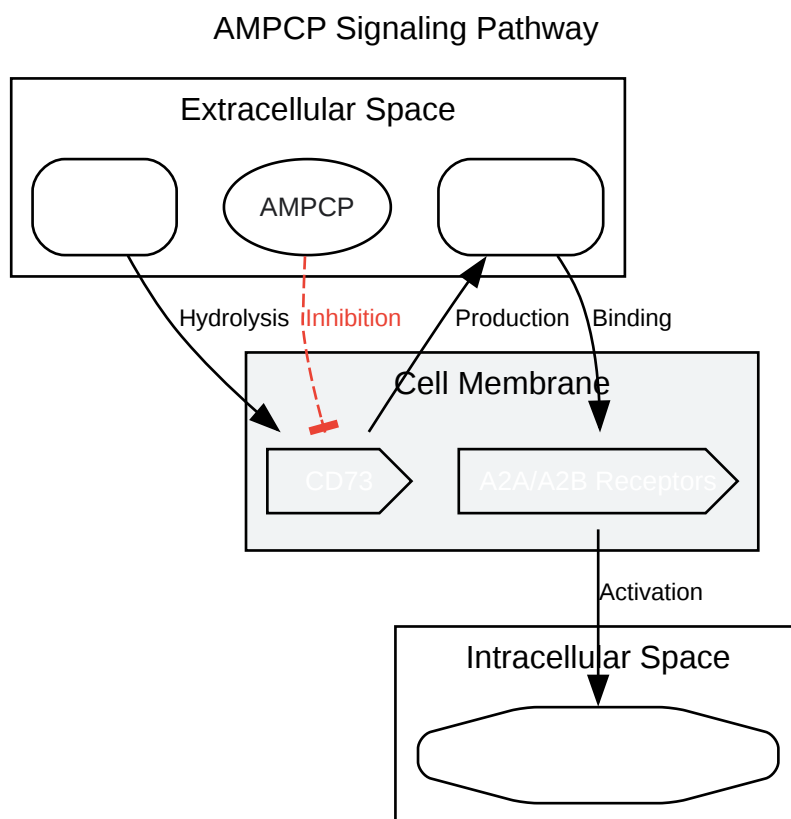 AMPCP Signaling Pathway
Extracellular Space
AMPCP
Hydrolysis
Inhibition
Production
Binding
Cell Membrane
CD73
A2A/A2B Receptors
Activation
Intracellular Space